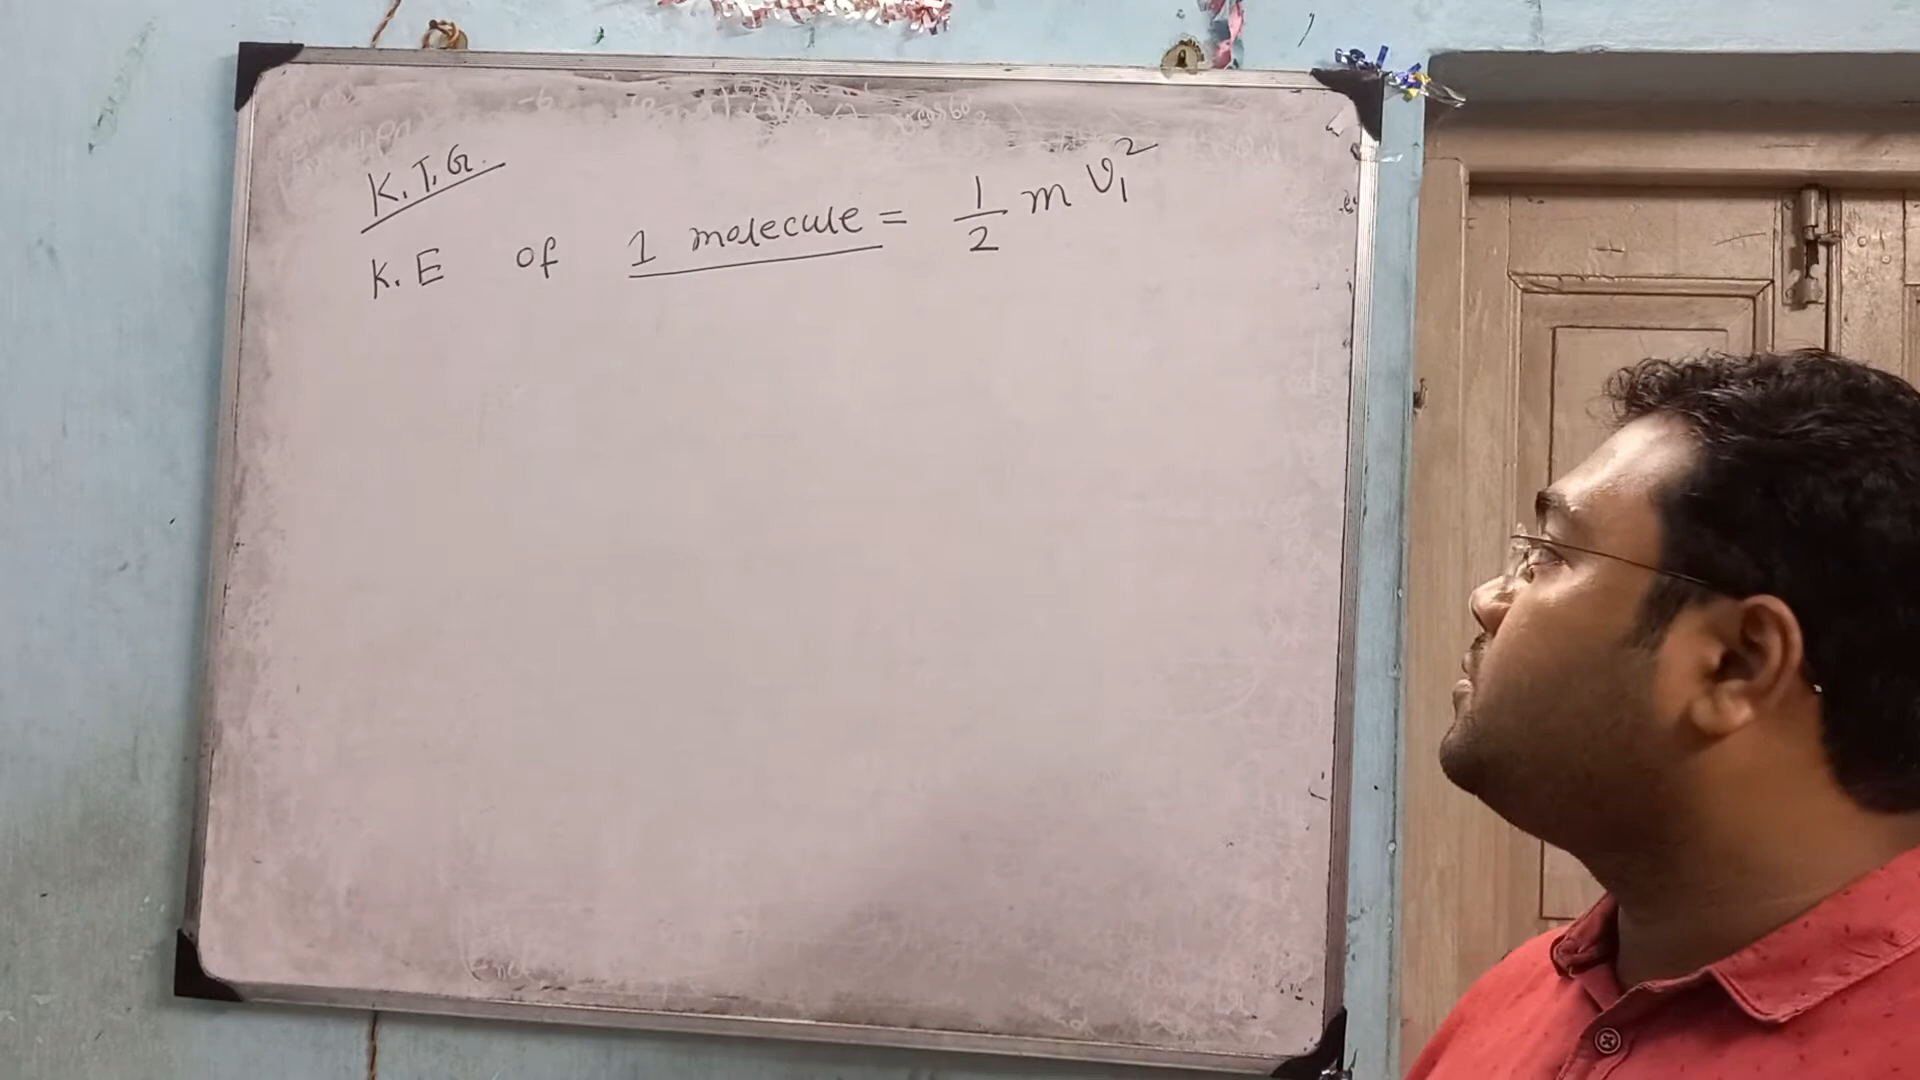 K.T.G.
K.E of 1 molecule = 1/2 m v₁²